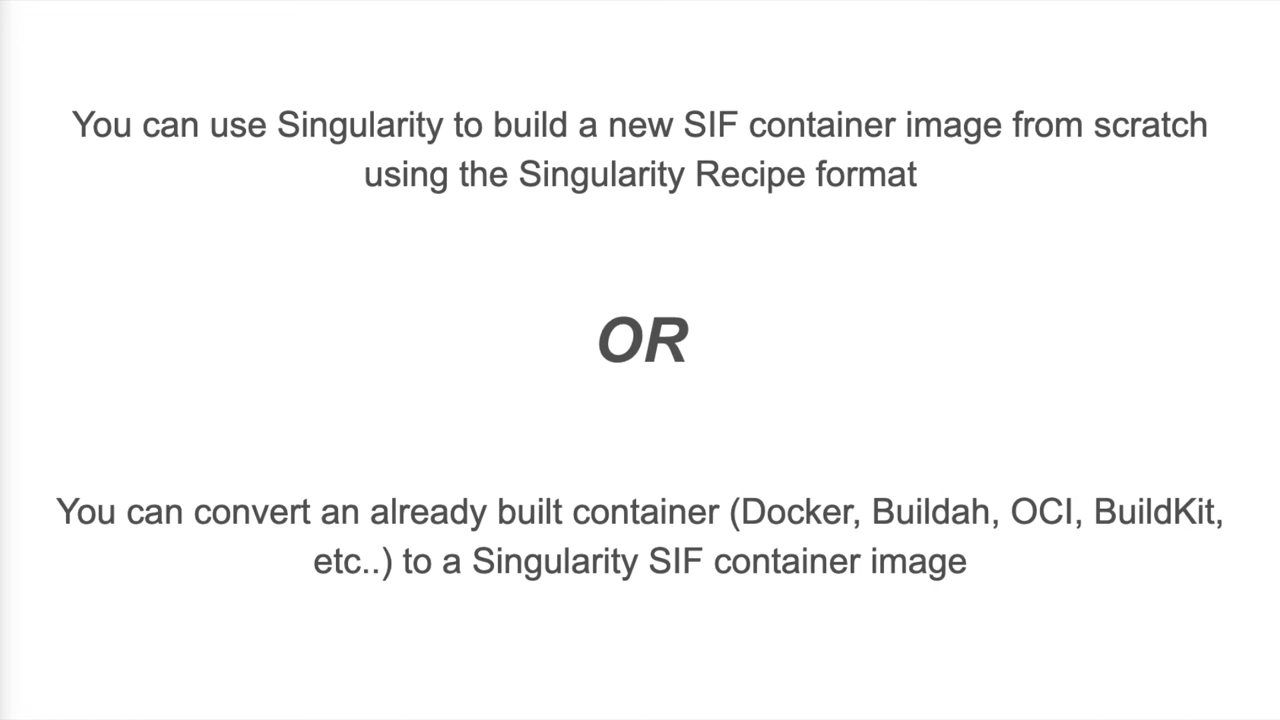 You can use Singularity to build a new SIF container image from scratch
using the Singularity Recipe format
OR
You can convert an already built container (Docker, Buildah, OCI, BuildKit,
etc..) to a Singularity SIF container image